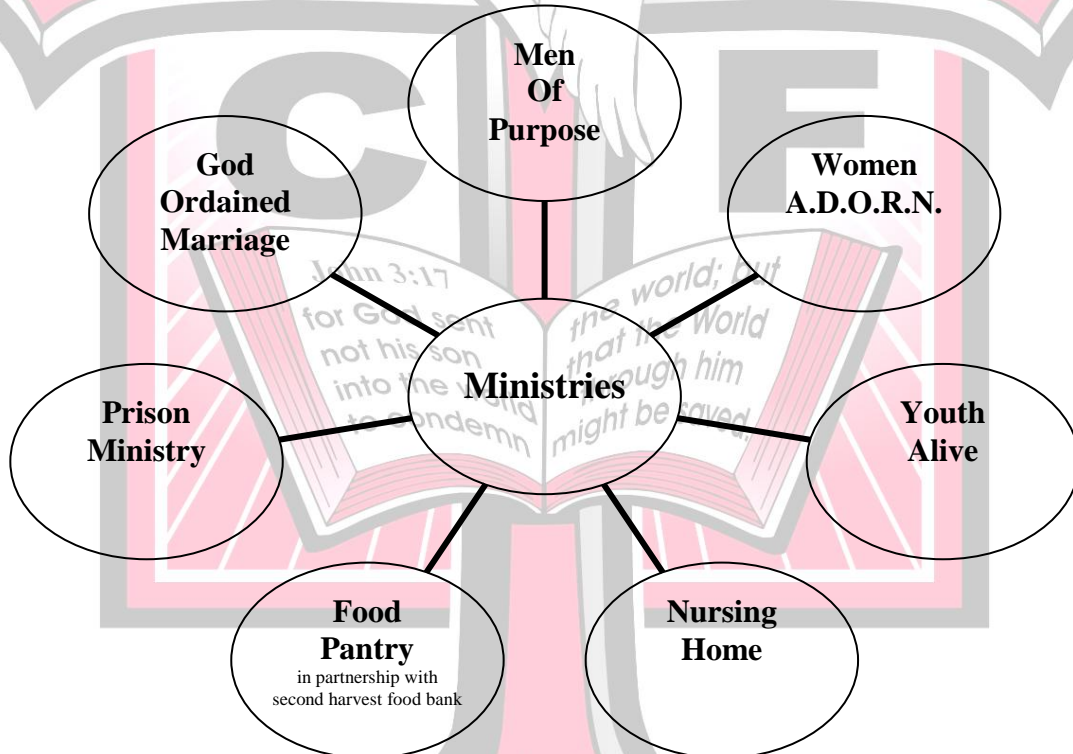 C E
Men
Of
Purpose
God
Ordained
Marriage
Women
A.D.O.R.N.
John 3:17
for God sent
not his son
into the world
to condemn
the world; but
that the World
through him
might be saved.
Ministries
Prison
Ministry
Youth
Alive
Food
Pantry
in partnership with
second harvest food bank
Nursing
Home